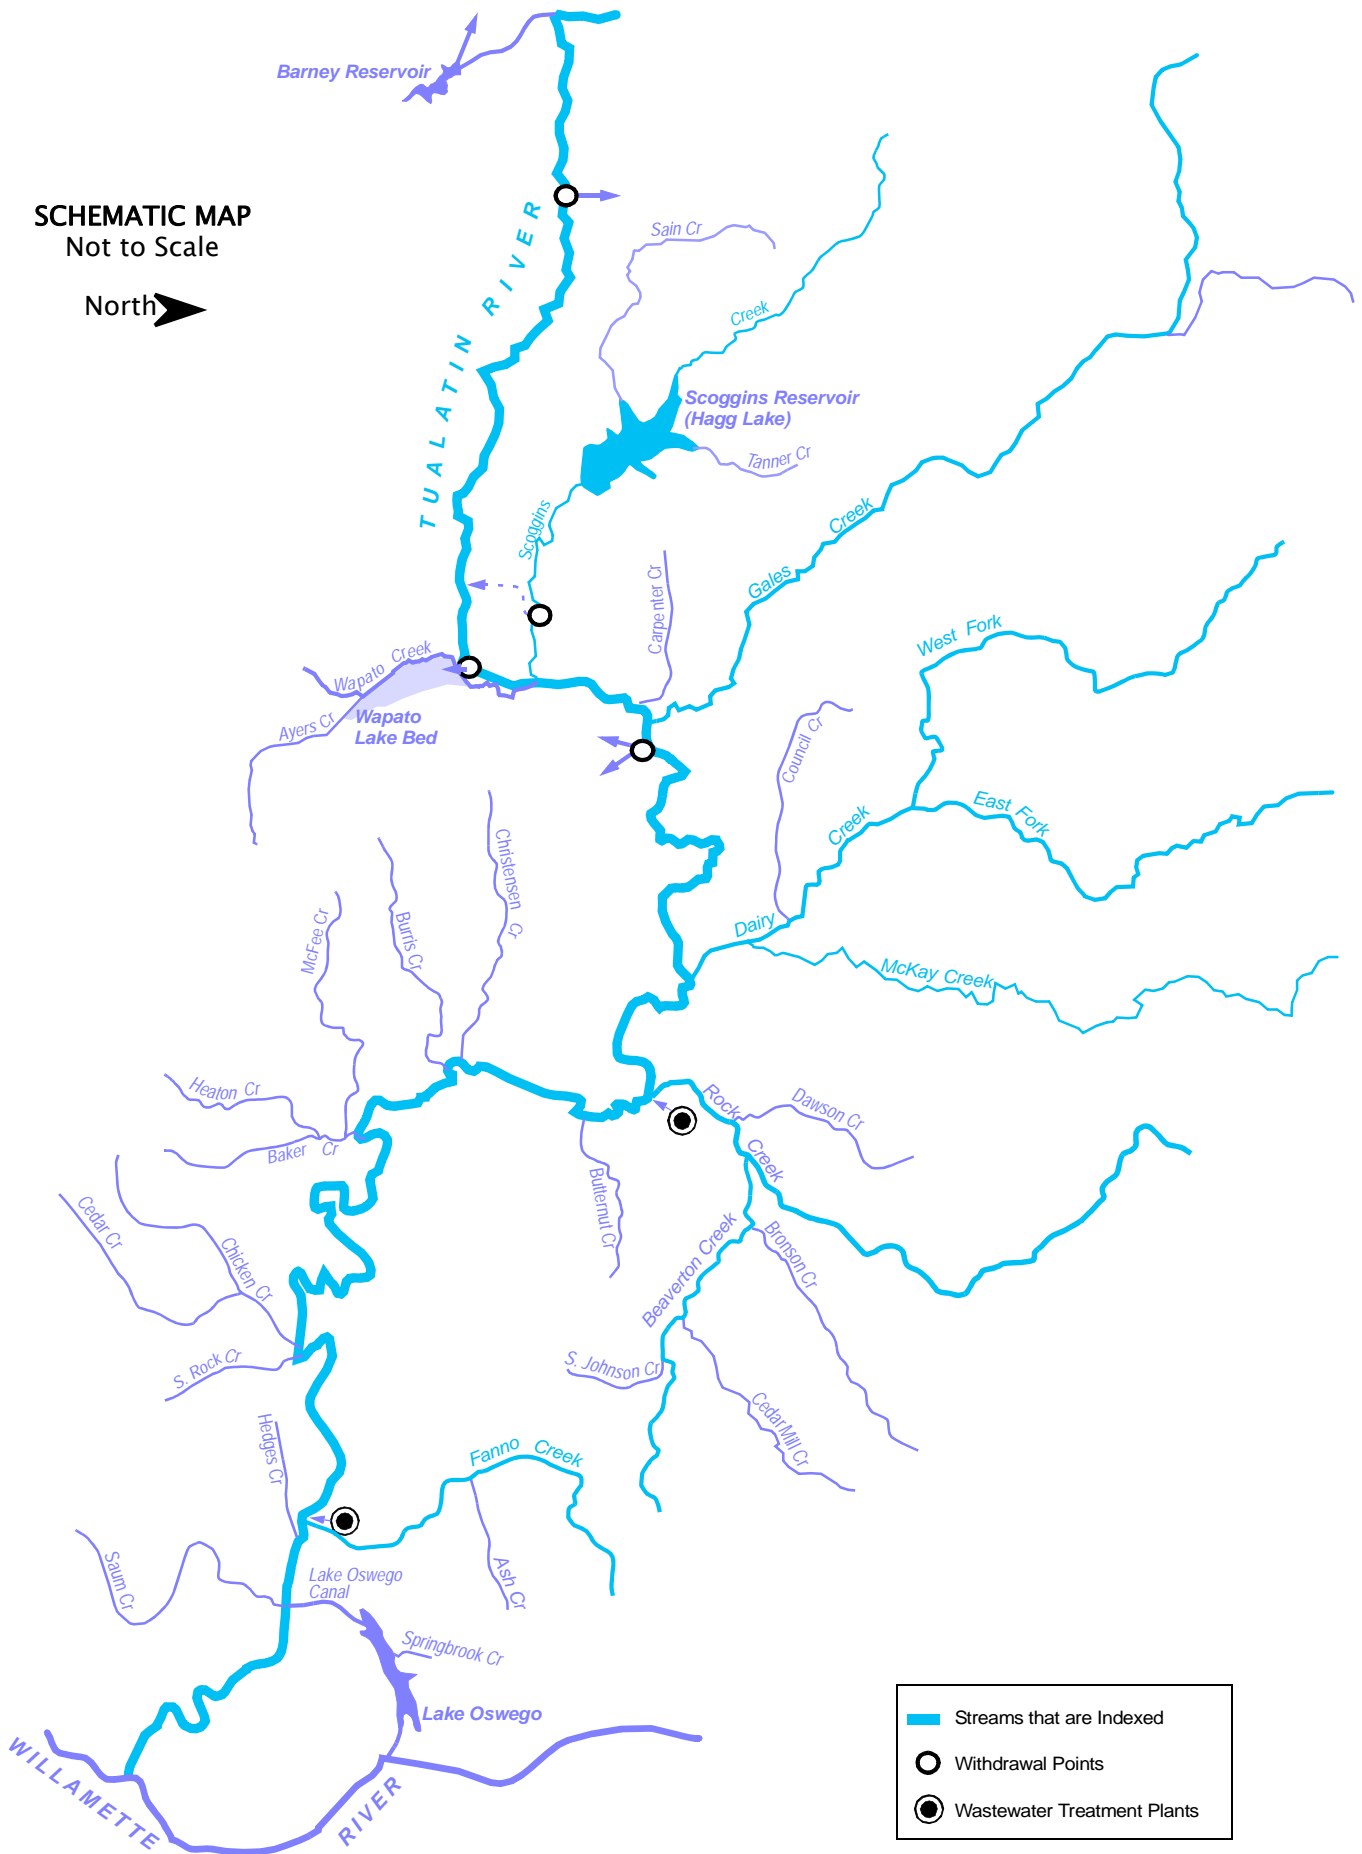 Barney Reservoir
SCHEMATIC MAP
Not to Scale
North
TUALATIN RIVER
Sain Cr
Creek
Scoggins Reservoir
(Hagg Lake)
Tanner Cr
Scoggins
Creek
Gales
Carpenter Cr
West Fork
Wapato Creek
Ayers Cr
Wapato
Lake Bed
Council Cr
East Fork
Creek
Dairy
McKay Creek
Christensen Cr
Burris Cr
McFee Cr
Heaton Cr
Baker Cr
Rock
Creek
Dawson Cr
Butternut Cr
Beaverton Creek
Bronson Cr
Cedar Cr
Chicken Cr
S. Rock Cr
S. Johnson Cr
CedarMill Cr
Hedges Cr
Fanno Creek
Ash Cr
Saum Cr
Lake Oswego
Canal
Springbrook Cr
Lake Oswego
WILLAMETTE
RIVER
Streams that are Indexed
Withdrawal Points
Wastewater Treatment Plants